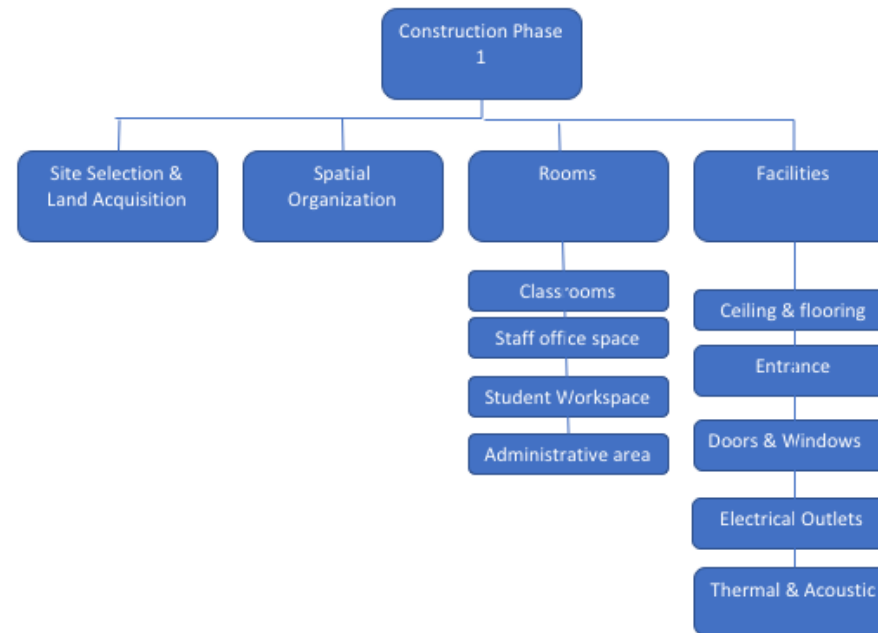 Construction Phase
1
Site Selection &
Land Acquisition
Spatial
Organization
Rooms
Facilities
Classrooms
Staff office space
Student Workspace
Administrative area
Ceiling & flooring
Entrance
Doors & Windows
Electrical Outlets
Thermal & Acoustic